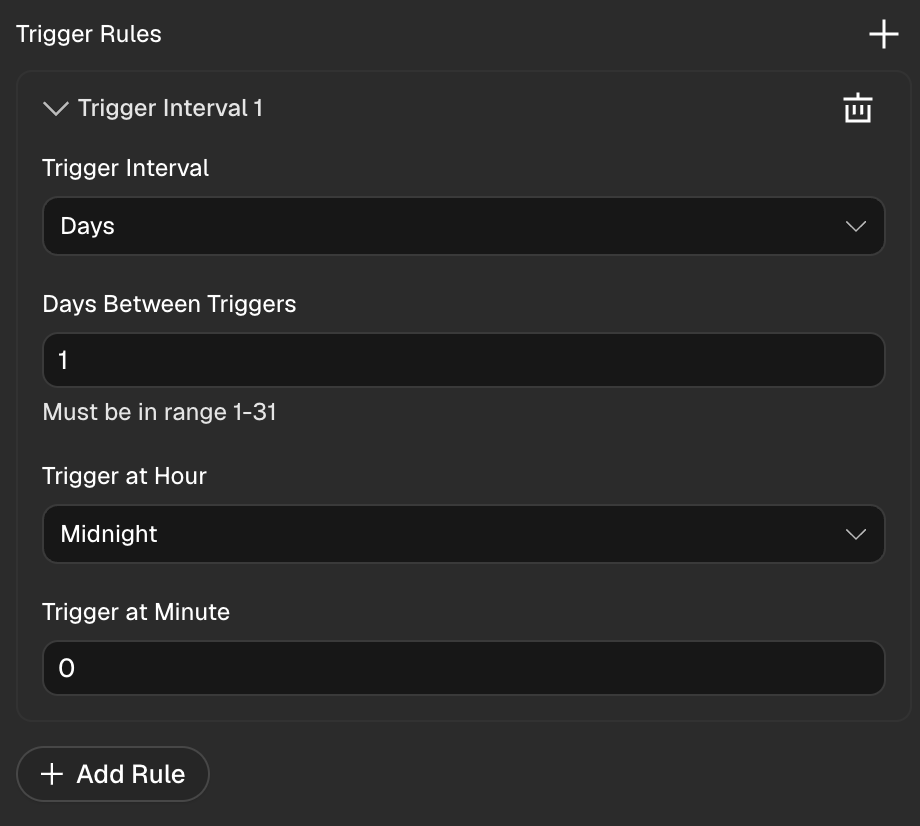 Trigger Rules
Trigger Interval 1
Trigger Interval
Days
Days Between Triggers
1
Must be in range 1-31
Trigger at Hour
Midnight
Trigger at Minute
0
Add Rule